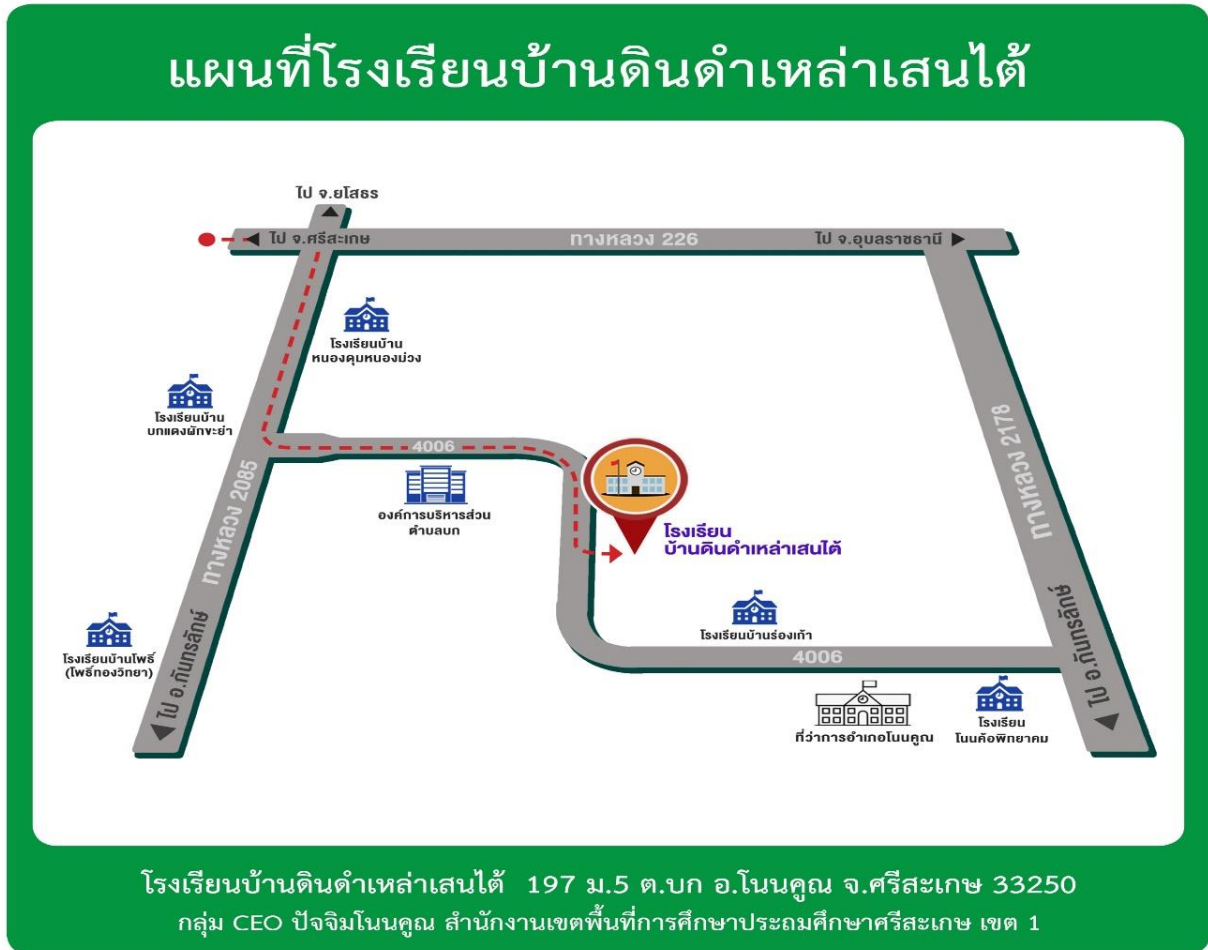 แผนที่โรงเรียนบ้านดินดำเหล่าเสนไต้
ไป จ.ยโสธร
ไป จ.ศรีสะเกษ
ทางหลวง 226
ไป จ.อุบลราชธานี
โรงเรียนบ้าน
หนองดุมหนองม่วง
โรงเรียนบ้าน
บกแดงผักขะย่า
4006
องค์การบริหารส่วน
ตำบลบก
ทางหลวง 2085
ทางหลวง 2178
โรงเรียน
บ้านดินดำเหล่าเสนไต้
โรงเรียนบ้านร่องเก้า
โรงเรียนบ้านโพธิ์
(โพธิ์ทองวิทยา)
4006
ไป อ.กันทรลักษ์
ไป อ.กันทรลักษ์
ที่ว่าการอำเภอโนนคูณ
โรงเรียน
โนนค้อพิทยาคม
โรงเรียนบ้านดินดำเหล่าเสนไต้ 197 ม.5 ต.บก อ.โนนคูณ จ.ศรีสะเกษ 33250
กลุ่ม CEO ปัจจิมโนนคูณ สำนักงานเขตพื้นที่การศึกษาประถมศึกษาศรีสะเกษ เขต 1